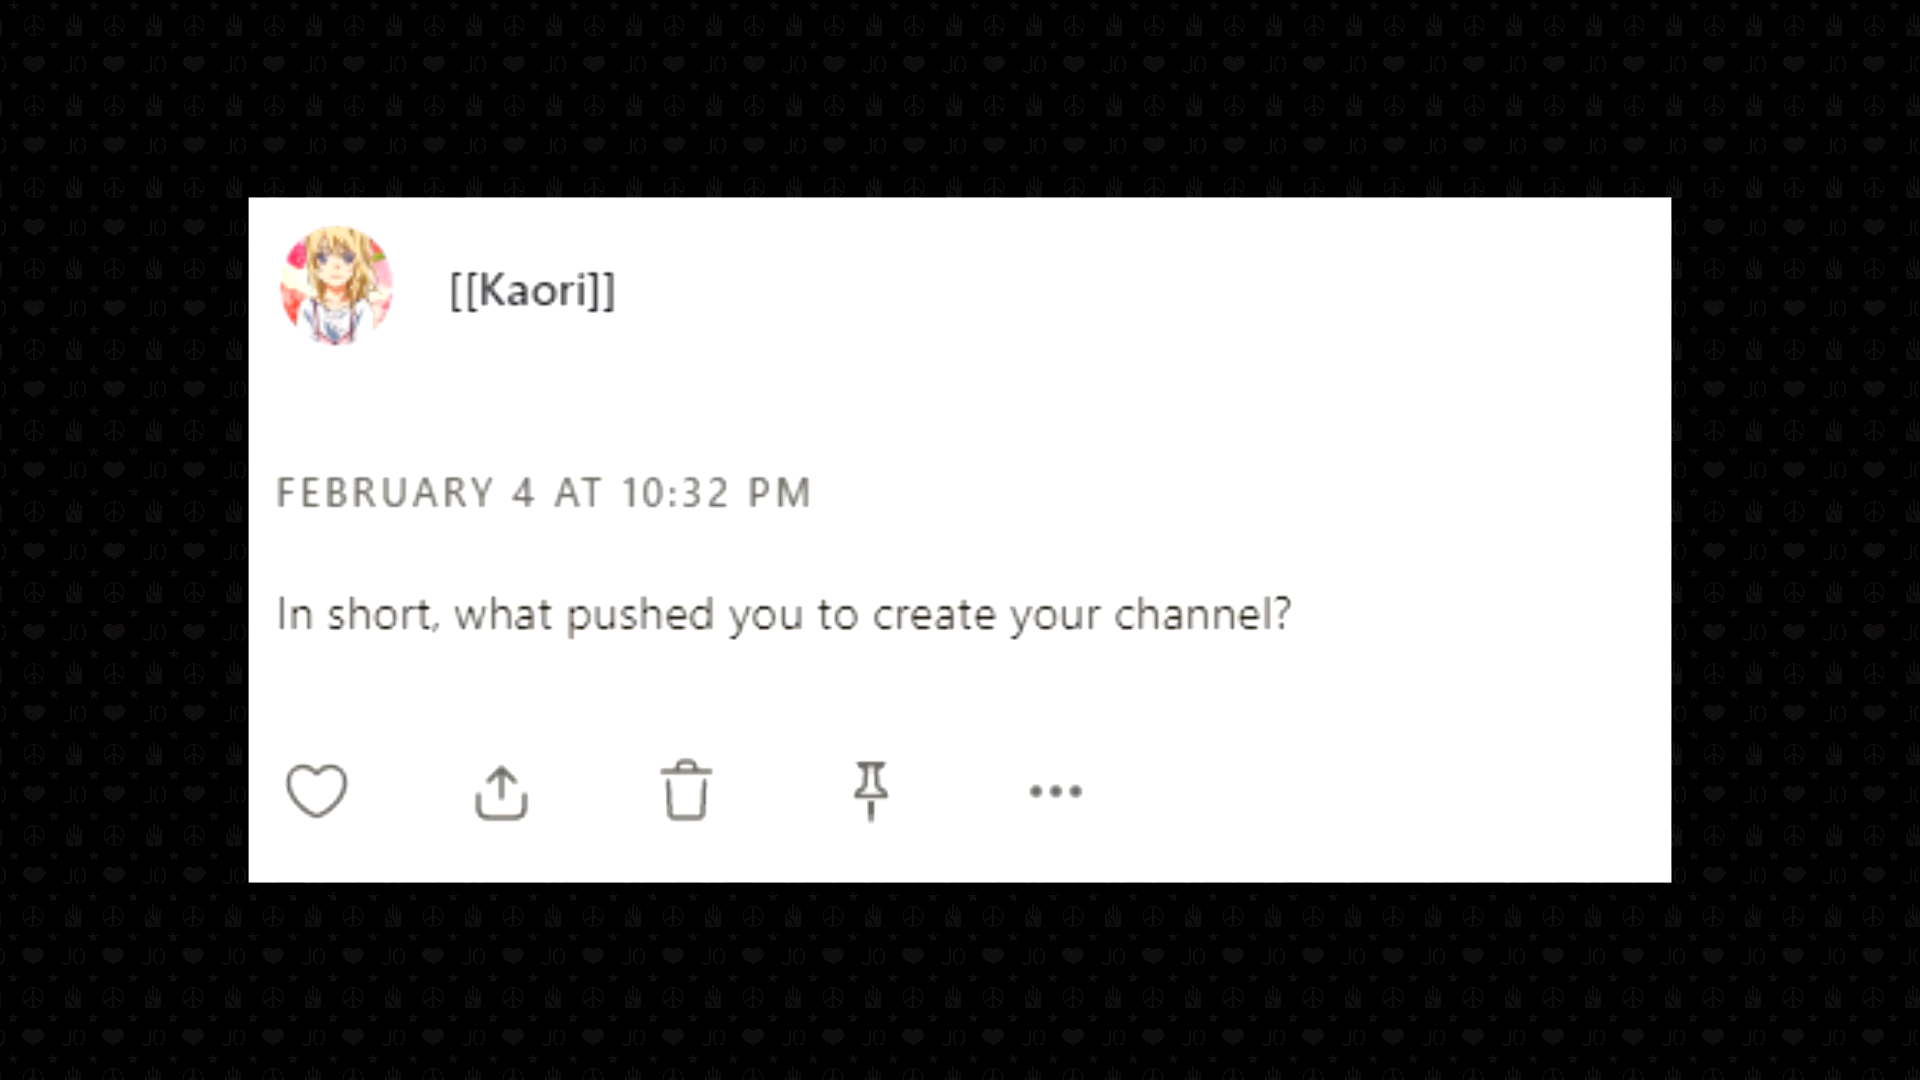 [[Kaori]]
FEBRUARY 4 AT 10:32 PM
In short, what pushed you to create your channel?